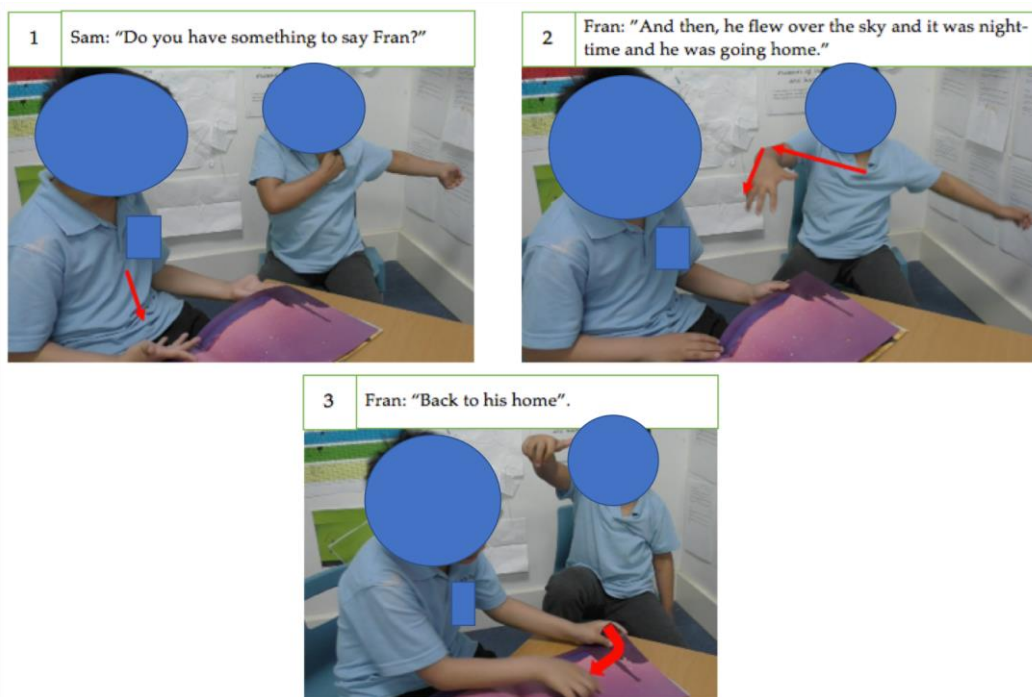 1
Sam: “Do you have something to say Fran?”
2
Fran: ”And then, he flew over the sky and it was night-
time and he was going home.”
3
Fran: “Back to his home”.